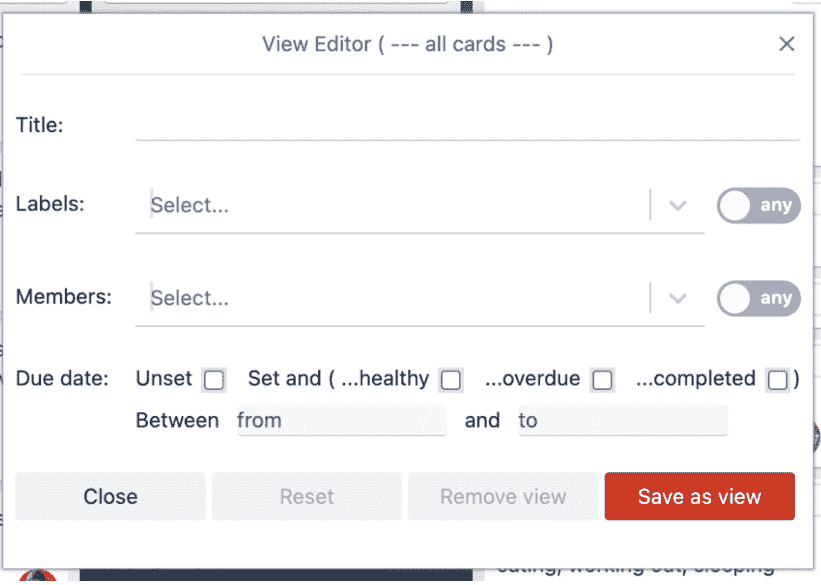 View Editor ( --- all cards --- )
Title:
Labels: Select... any
Members: Select... any
Due date: Unset Set and ( ...healthy ...overdue ...completed )
Between from and to
Close Reset Remove view Save as view